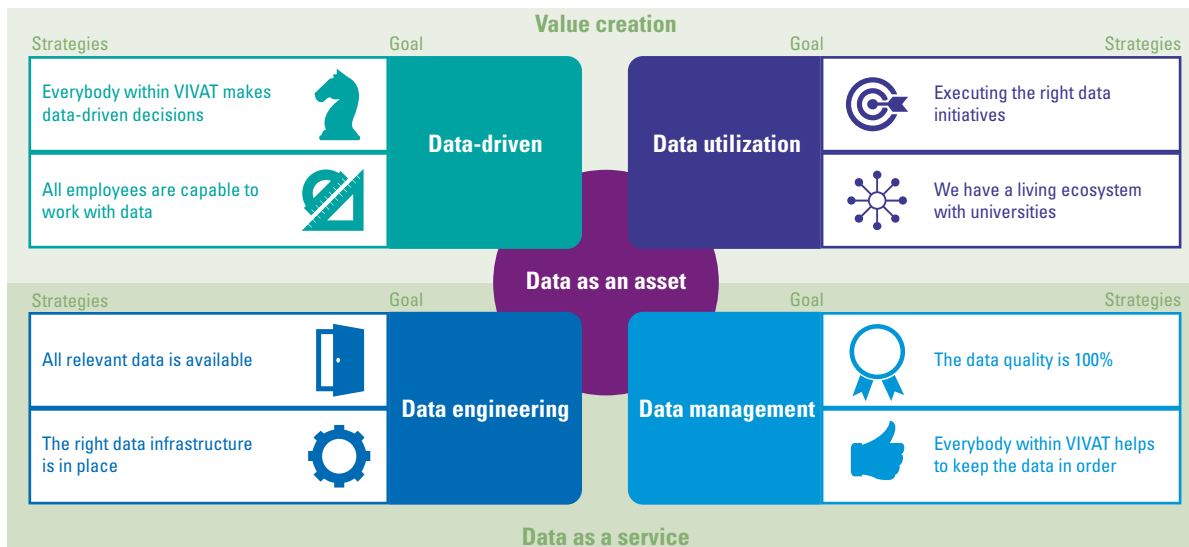 Value creation
Strategies
Goal
Goal
Strategies
Everybody within VIVAT makes
data-driven decisions
All employees are capable to
work with data
Data-driven
Data utilization
Executing the right data
initiatives
We have a living ecosystem
with universities
Data as an asset
Strategies
Goal
Goal
Strategies
All relevant data is available
The right data infrastructure
is in place
Data engineering
Data management
The data quality is 100%
Everybody within VIVAT helps
to keep the data in order
Data as a service